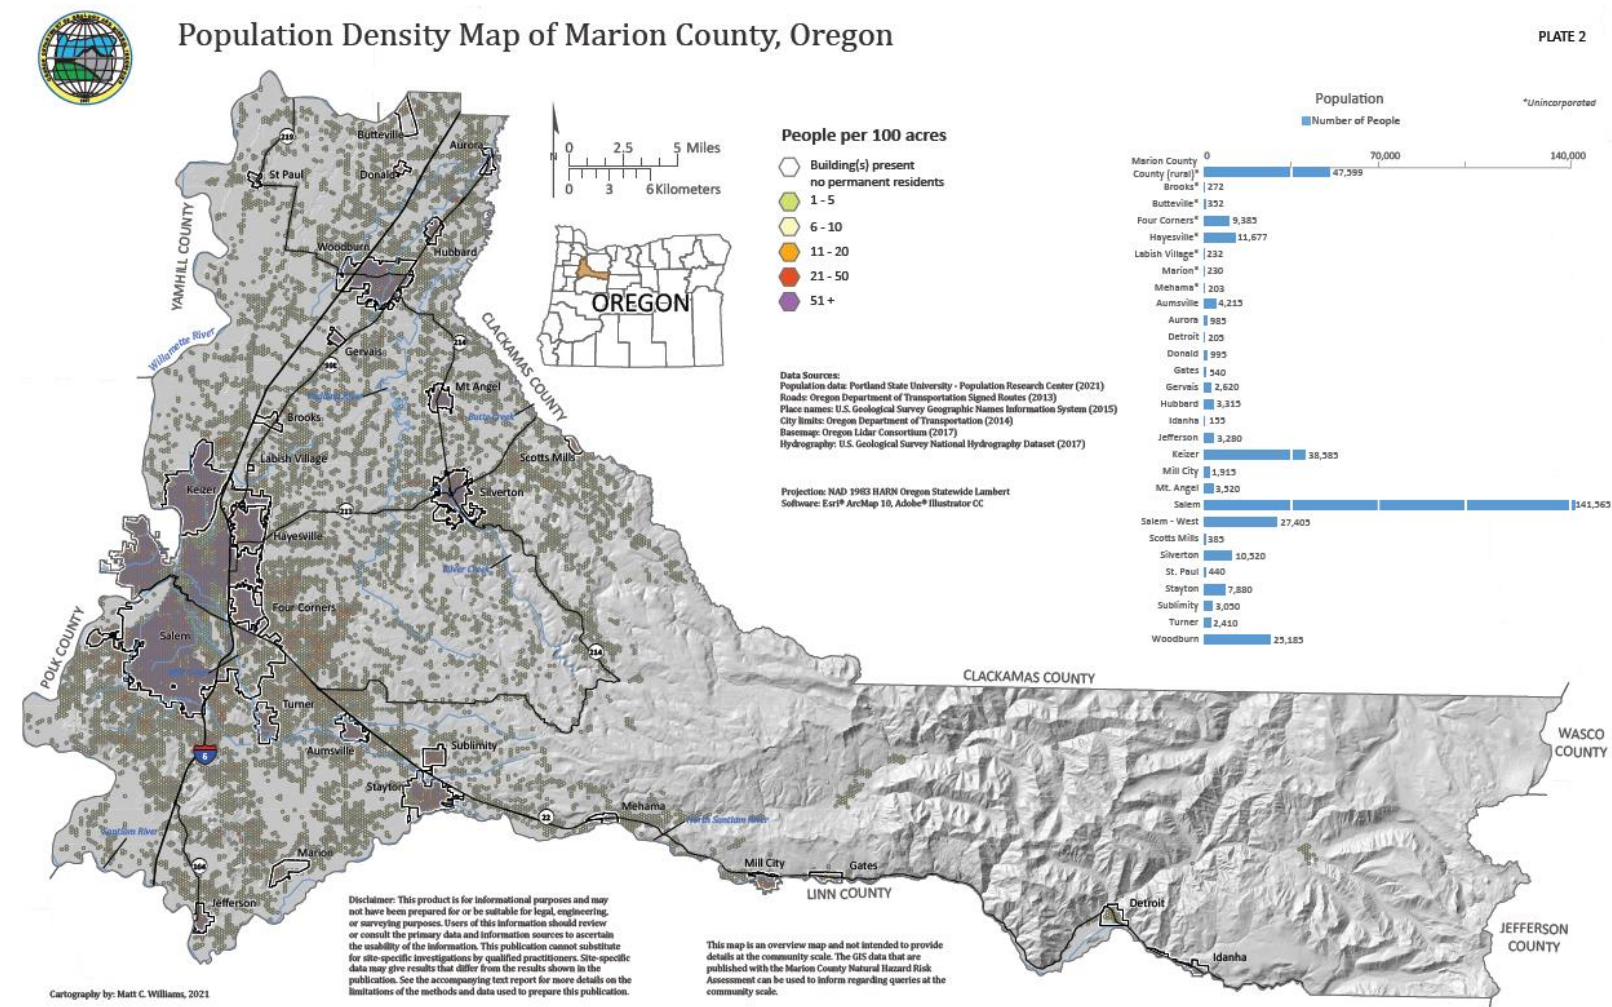 Population Density Map of Marion County, Oregon
PLATE 2
Population
*Unincorporated
Number of People
0
70,000
140,000
Marion County
County (rural)*
47,599
Brooks* 272
Butteville* 352
Four Corners* 9,385
Hayesville* 11,677
Labish Village* 232
Marion* 230
Mehama* 203
Aumsville 4,215
Aurora 985
Detroit 205
Donald 995
Gates 540
Gervais 2,620
Hubbard 3,315
Idanha 155
Jefferson 3,280
Keizer 38,585
Mill City 1,915
Mt. Angel 3,520
Salem 141,565
Salem - West 27,405
Scotts Mills 385
Silverton 10,520
St. Paul 440
Stayton 7,880
Sublimity 3,050
Turner 2,410
Woodburn 25,185
N
0 2.5 5 Miles
0 3 6 Kilometers
OREGON
People per 100 acres
Building(s) present
no permanent residents
1 - 5
6 - 10
11 - 20
21 - 50
51 +
Data Sources:
Population data: Portland State University - Population Research Center (2021)
Roads: Oregon Department of Transportation Signed Routes (2013)
Place names: U.S. Geological Survey Geographic Names Information System (2015)
City limits: Oregon Department of Transportation (2014)
Basemap: Oregon Lidar Consortium (2017)
Hydrography: U.S. Geological Survey National Hydrography Dataset (2017)
Projection: NAD 1983 HARN Oregon Statewide Lambert
Software: Esri® ArcMap 10, Adobe® Illustrator CC
219
Butteville
Aurora
St Paul
Donald
YAMHILL COUNTY
Woodburn
Hubbard
CLACKAMAS COUNTY
Willamette River
Gervais
214
Mt Angel
Butte Creek
Brooks
Labish Village
Scotts Mills
Keizer
Silverton
213
Hayesville
Silver Creek
Four Corners
POLK COUNTY
Salem
214
CLACKAMAS COUNTY
Turner
5
Aumsville
Sublimity
WASCO
COUNTY
Stayton
22
Mehama
North Santiam River
Santiam River
Marion
164
Mill City
Gates
LINN COUNTY
Jefferson
Detroit
JEFFERSON
COUNTY
Idanha
Disclaimer: This product is for informational purposes and may
not have been prepared for or be suitable for legal, engineering,
or surveying purposes. Users of this information should review
or consult the primary data and information sources to ascertain
the usability of the information. This publication cannot substitute
for site-specific investigations by qualified practitioners. Site-specific
data may give results that differ from the results shown in the
publication. See the accompanying text report for more details on the
limitations of the methods and data used to prepare this publication.
This map is an overview map and not intended to provide
details at the community scale. The GIS data that are
published with the Marion County Natural Hazard Risk
Assessment can be used to inform regarding queries at the
community scale.
Cartography by: Matt C. Williams, 2021